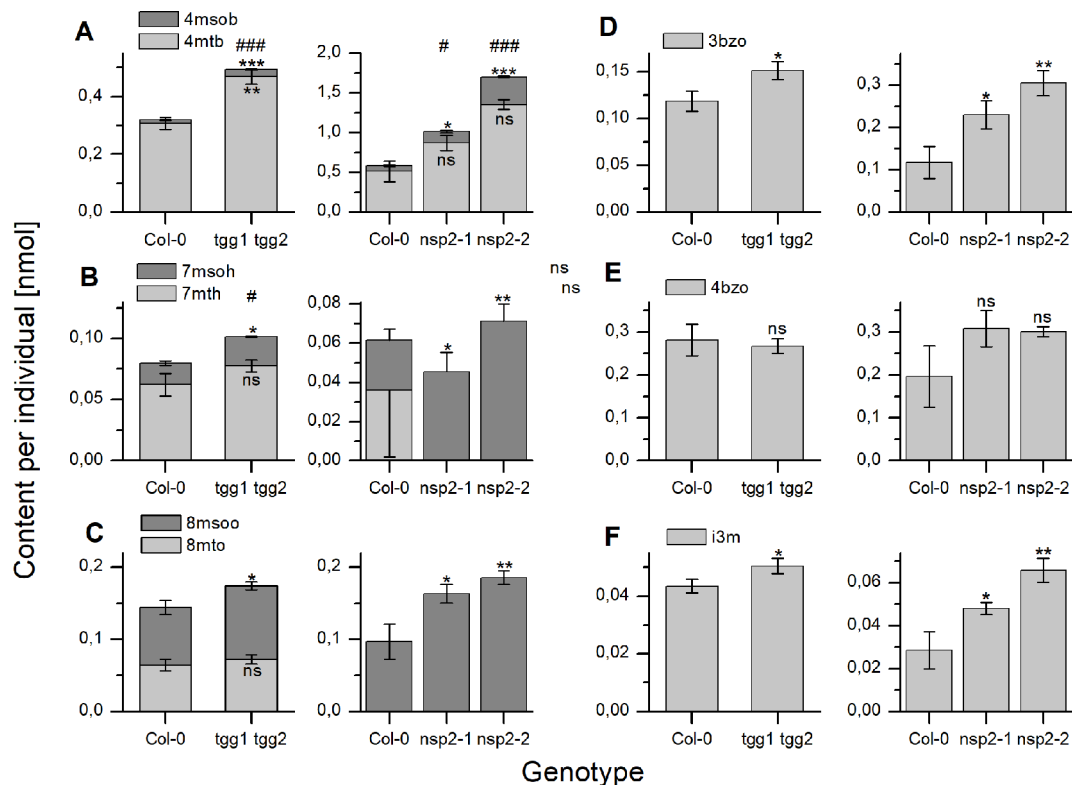 A
4msob
4mtb
###
***
**
0,4
0,2
0,0
Col-0 tgg1 tgg2
# ###
***
*
ns
ns
2,0
1,5
1,0
0,5
0,0
Col-0 nsp2-1 nsp2-2
D
3bzo
*
0,15
0,10
0,05
0,00
Col-0 tgg1 tgg2
**
*
0,3
0,2
0,1
0,0
Col-0 nsp2-1 nsp2-2
B
7msoh
7mth
#
*
ns
0,10
0,05
0,00
Col-0 tgg1 tgg2
ns
ns
**
*
0,08
0,06
0,04
0,02
0,00
Col-0 nsp2-1 nsp2-2
E
4bzo
ns
0,3
0,2
0,1
0,0
Col-0 tgg1 tgg2
ns
ns
0,3
0,2
0,1
0,0
Col-0 nsp2-1 nsp2-2
C
8msoo
8mto
*
ns
0,2
0,1
0,0
Col-0 tgg1 tgg2
**
*
0,2
0,1
0,0
Col-0 nsp2-1 nsp2-2
F
i3m
*
0,04
0,02
0,00
Col-0 tgg1 tgg2
**
*
0,06
0,04
0,02
0,00
Col-0 nsp2-1 nsp2-2
Content per individual [nmol]
Genotype